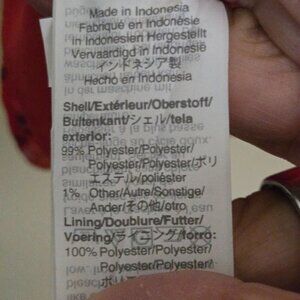 Made in Indonesia
Fabriqué en Indonésie
in Indonesien Hergestellt
Vervaardigd in Indonesie
インドネシア製
Hecho en Indonesia
Shell/Extérieur/Oberstoff/
Buitenkant/シェル/tela
exterior:
99% Polyester/Polyester/
Polyester/Polyester/ポリ
エステル/poliéster
1% Other/Autre/Sonstige/
Ander/その他/otro
Lining/Doublure/Futter/
Voering/ライニング/forro:
100% Polyester/Polyester/
Polyester/Polyester/